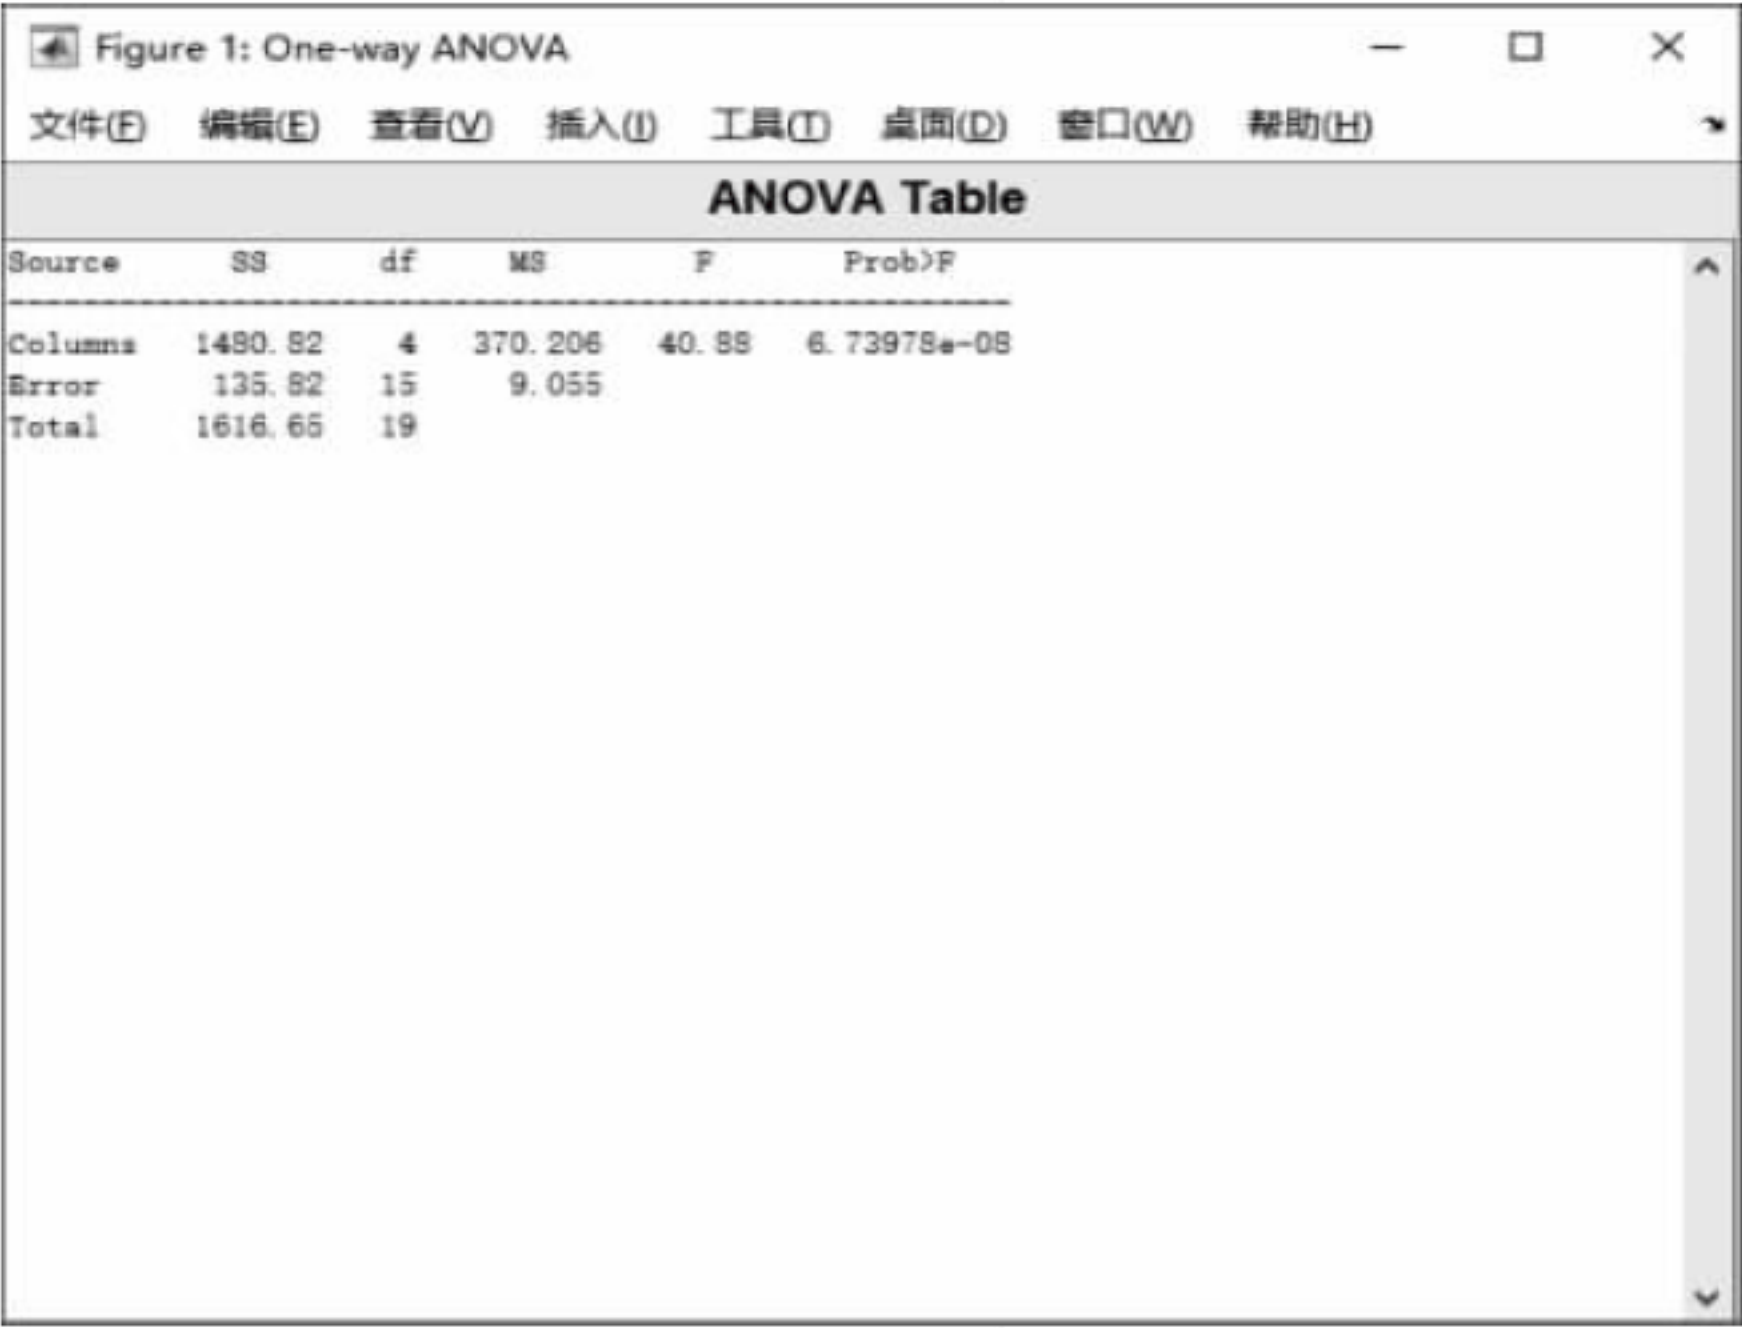 Figure 1: One-way ANOVA
文件(F) 编辑(E) 查看(V) 插入(I) 工具(T) 桌面(D) 窗口(W) 帮助(H)
ANOVA Table
Source SS df MS F Prob>F
Columns 1480.82 4 370.206 40.88 6.73978e-08
Error 135.82 15 9.055
Total 1616.65 19